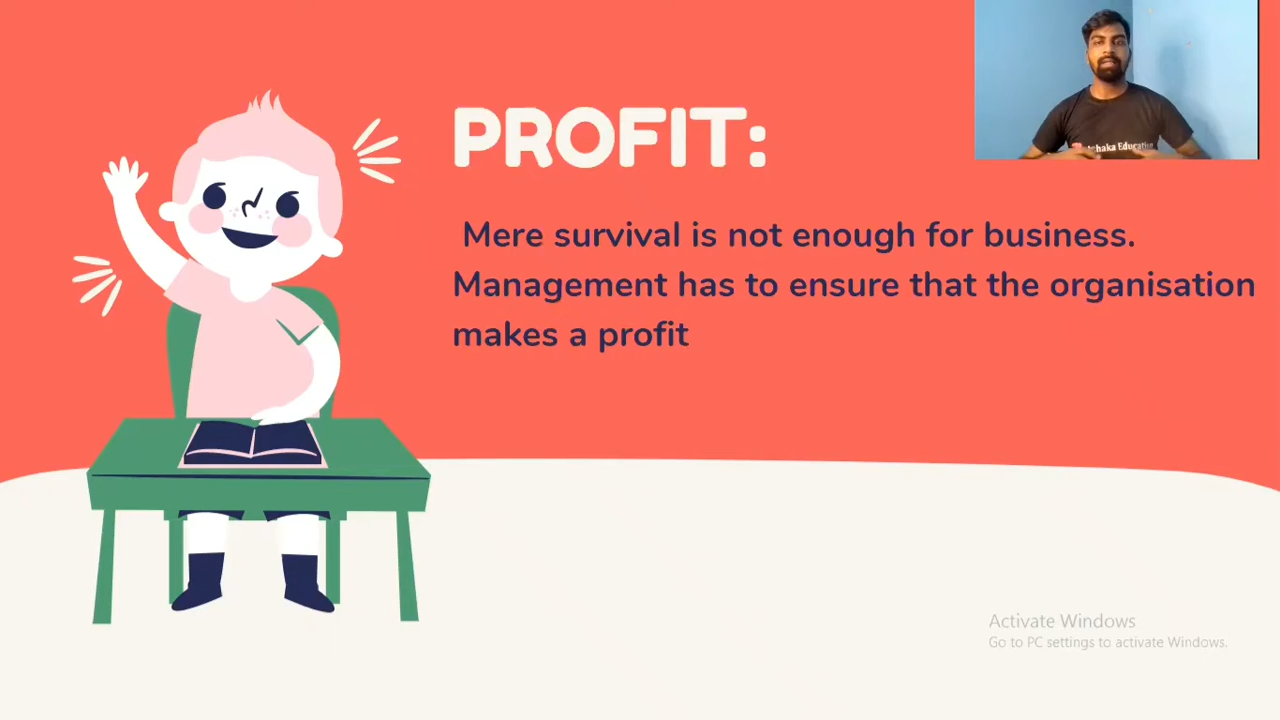 PROFIT:
Mere survival is not enough for business.
Management has to ensure that the organisation
makes a profit
Education
Activate Windows
Go to PC settings to activate Windows.